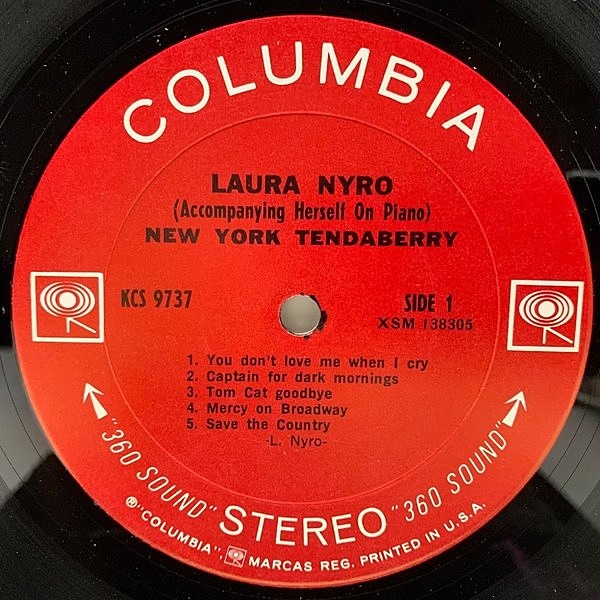 COLUMBIA
LAURA NYRO
(Accompanying Herself On Piano)
NEW YORK TENDABERRY
KCS 9737
SIDE 1
XSM 138305
1. You don't love me when I cry
2. Captain for dark mornings
3. Tom Cat goodbye
4. Mercy on Broadway
5. Save the Country
-L. Nyro-
"360 SOUND" STEREO "360 SOUND"
®"COLUMBIA", MARCAS REG. PRINTED IN U.S.A.